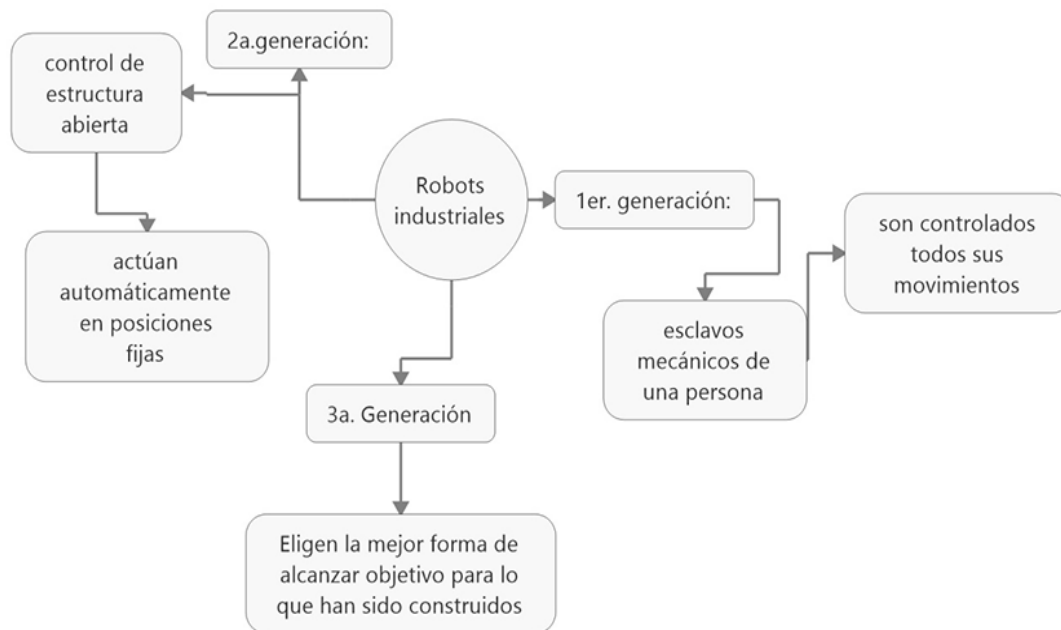 2a.generación:
control de
estructura
abierta
actúan
automáticamente
en posiciones
fijas
Robots
industriales
1er. generación:
esclavos
mecánicos de
una persona
son controlados
todos sus
movimientos
3a. Generación
Eligen la mejor forma de
alcanzar objetivo para lo
que han sido construidos